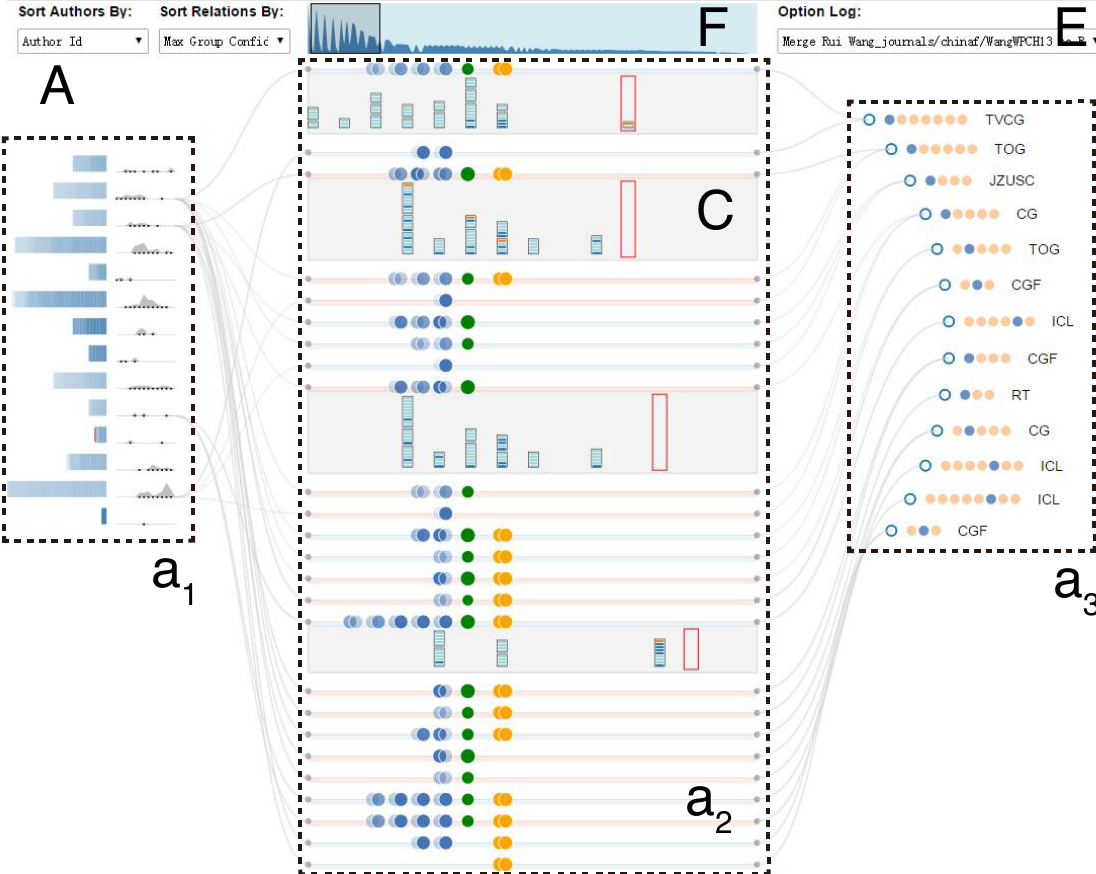 Sort Authors By:
Sort Relations By:
Option Log:
Author Id
Max Group Confid
Merge Rui Wang_journals/chinaf/WangWPCH13
F
E
A
C
TVCG
TOG
JZUSC
CG
TOG
CGF
ICL
CGF
RT
CG
ICL
ICL
CGF
a1
a2
a3